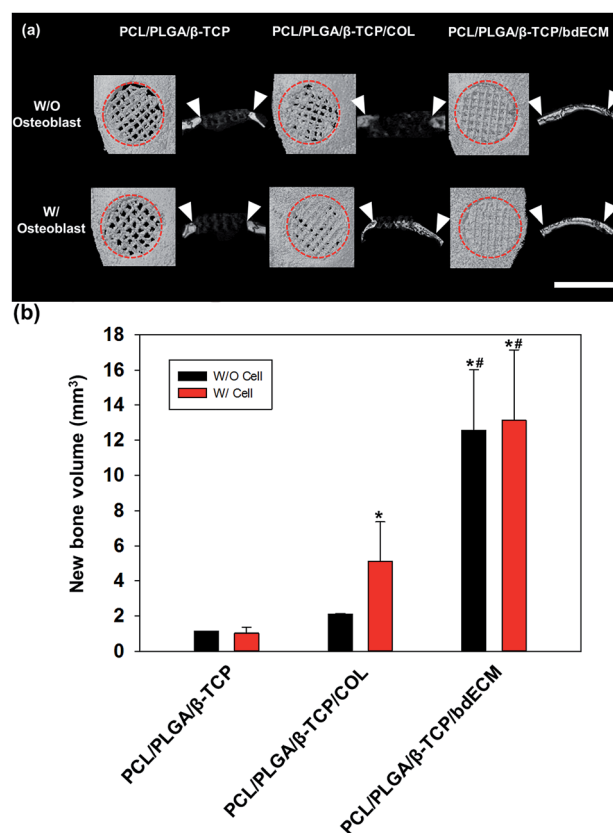 (a)
PCL/PLGA/β-TCP
PCL/PLGA/β-TCP/COL
PCL/PLGA/β-TCP/bdECM
W/O
Osteoblast
W/
Osteoblast
(b)
18
16
14
12
10
8
6
4
2
0
New bone volume (mm³)
W/O Cell
W/ Cell
*
*#
*#
PCL/PLGA/β-TCP
PCL/PLGA/β-TCP/COL
PCL/PLGA/β-TCP/bdECM